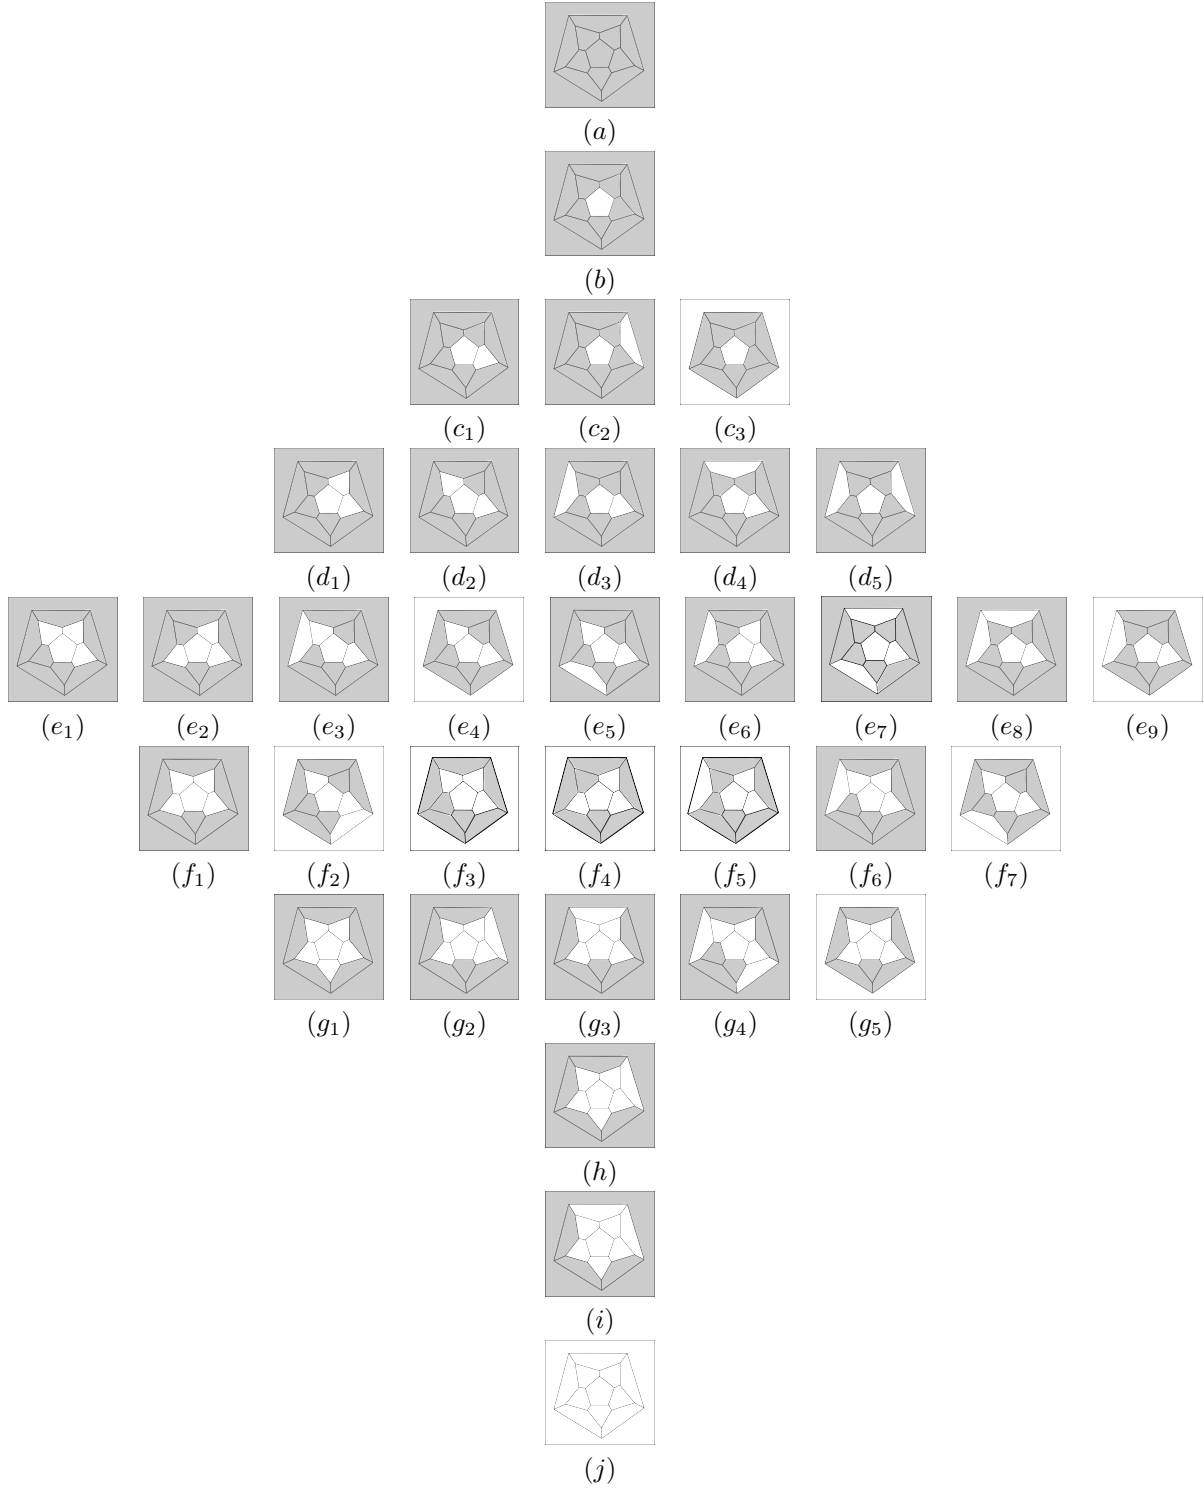 (a)
(b)
(c₁) (c₂) (c₃)
(d₁) (d₂) (d₃) (d₄) (d₅)
(e₁) (e₂) (e₃) (e₄) (e₅) (e₆) (e₇) (e₈) (e₉)
(f₁) (f₂) (f₃) (f₄) (f₅) (f₆) (f₇)
(g₁) (g₂) (g₃) (g₄) (g₅)
(h)
(i)
(j)